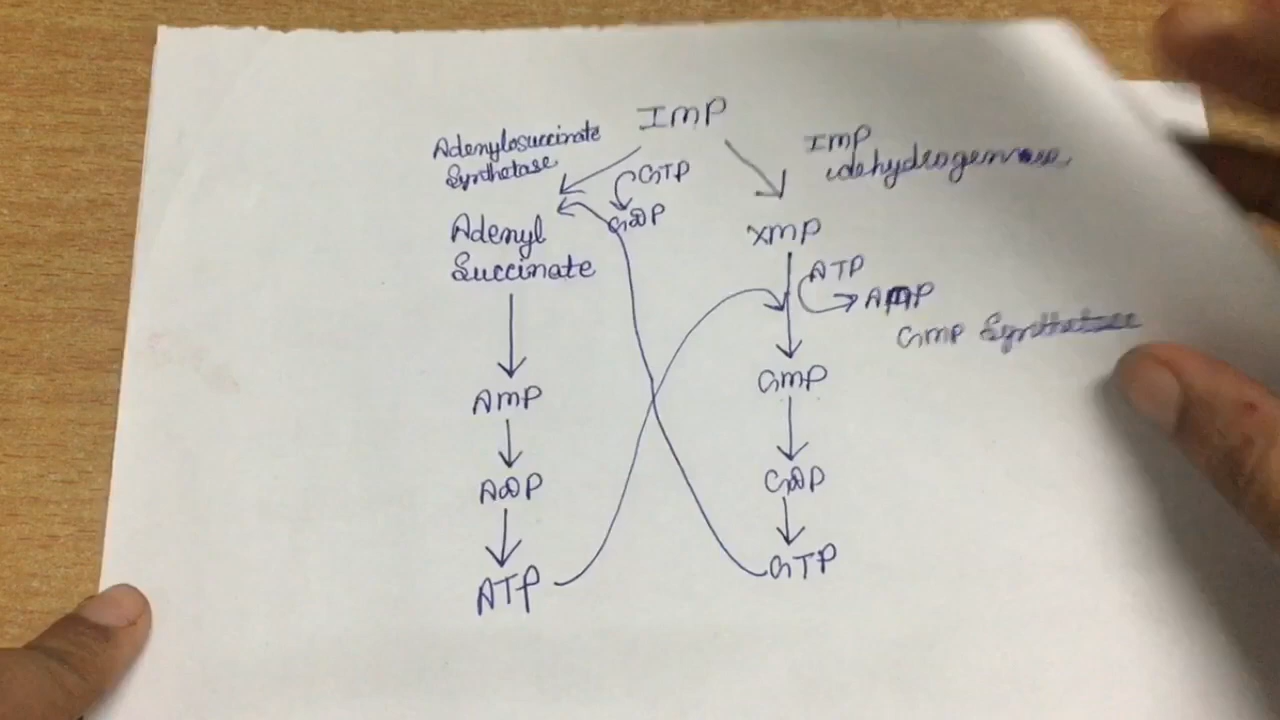 IMP
Adenylosuccinate
Synthetase
IMP
dehydrogenase
GTP
GDP
Adenyl
Succinate
XMP
ATP
AMP
GMP Synthetase
AMP
GMP
ADP
GDP
ATP
GTP